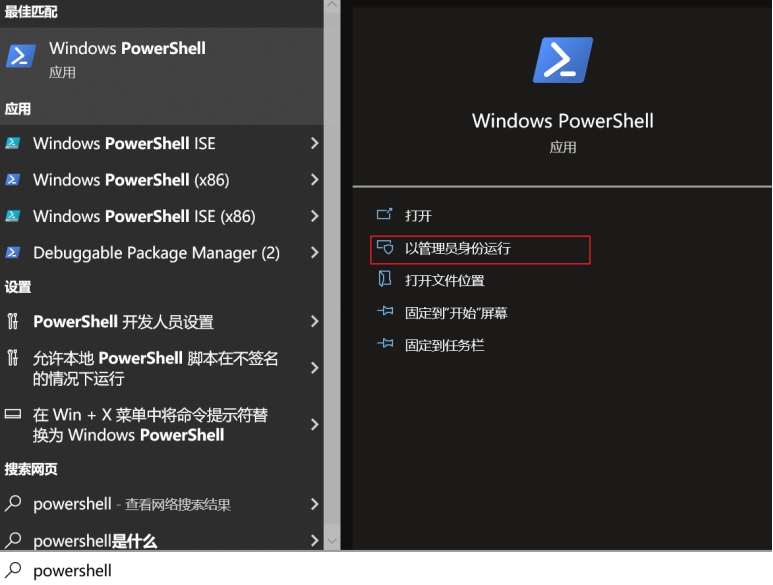 最佳匹配
Windows PowerShell
应用
应用
Windows PowerShell ISE
Windows PowerShell (x86)
Windows PowerShell ISE (x86)
Debuggable Package Manager (2)
设置
PowerShell 开发人员设置
允许本地 PowerShell 脚本在不签名
的情况下运行
在 Win + X 菜单中将命令提示符替
换为 Windows PowerShell
搜索网页
powershell - 查看网络搜索结果
powershell是什么
powershell
Windows PowerShell
应用
打开
以管理员身份运行
打开文件位置
固定到"开始"屏幕
固定到任务栏